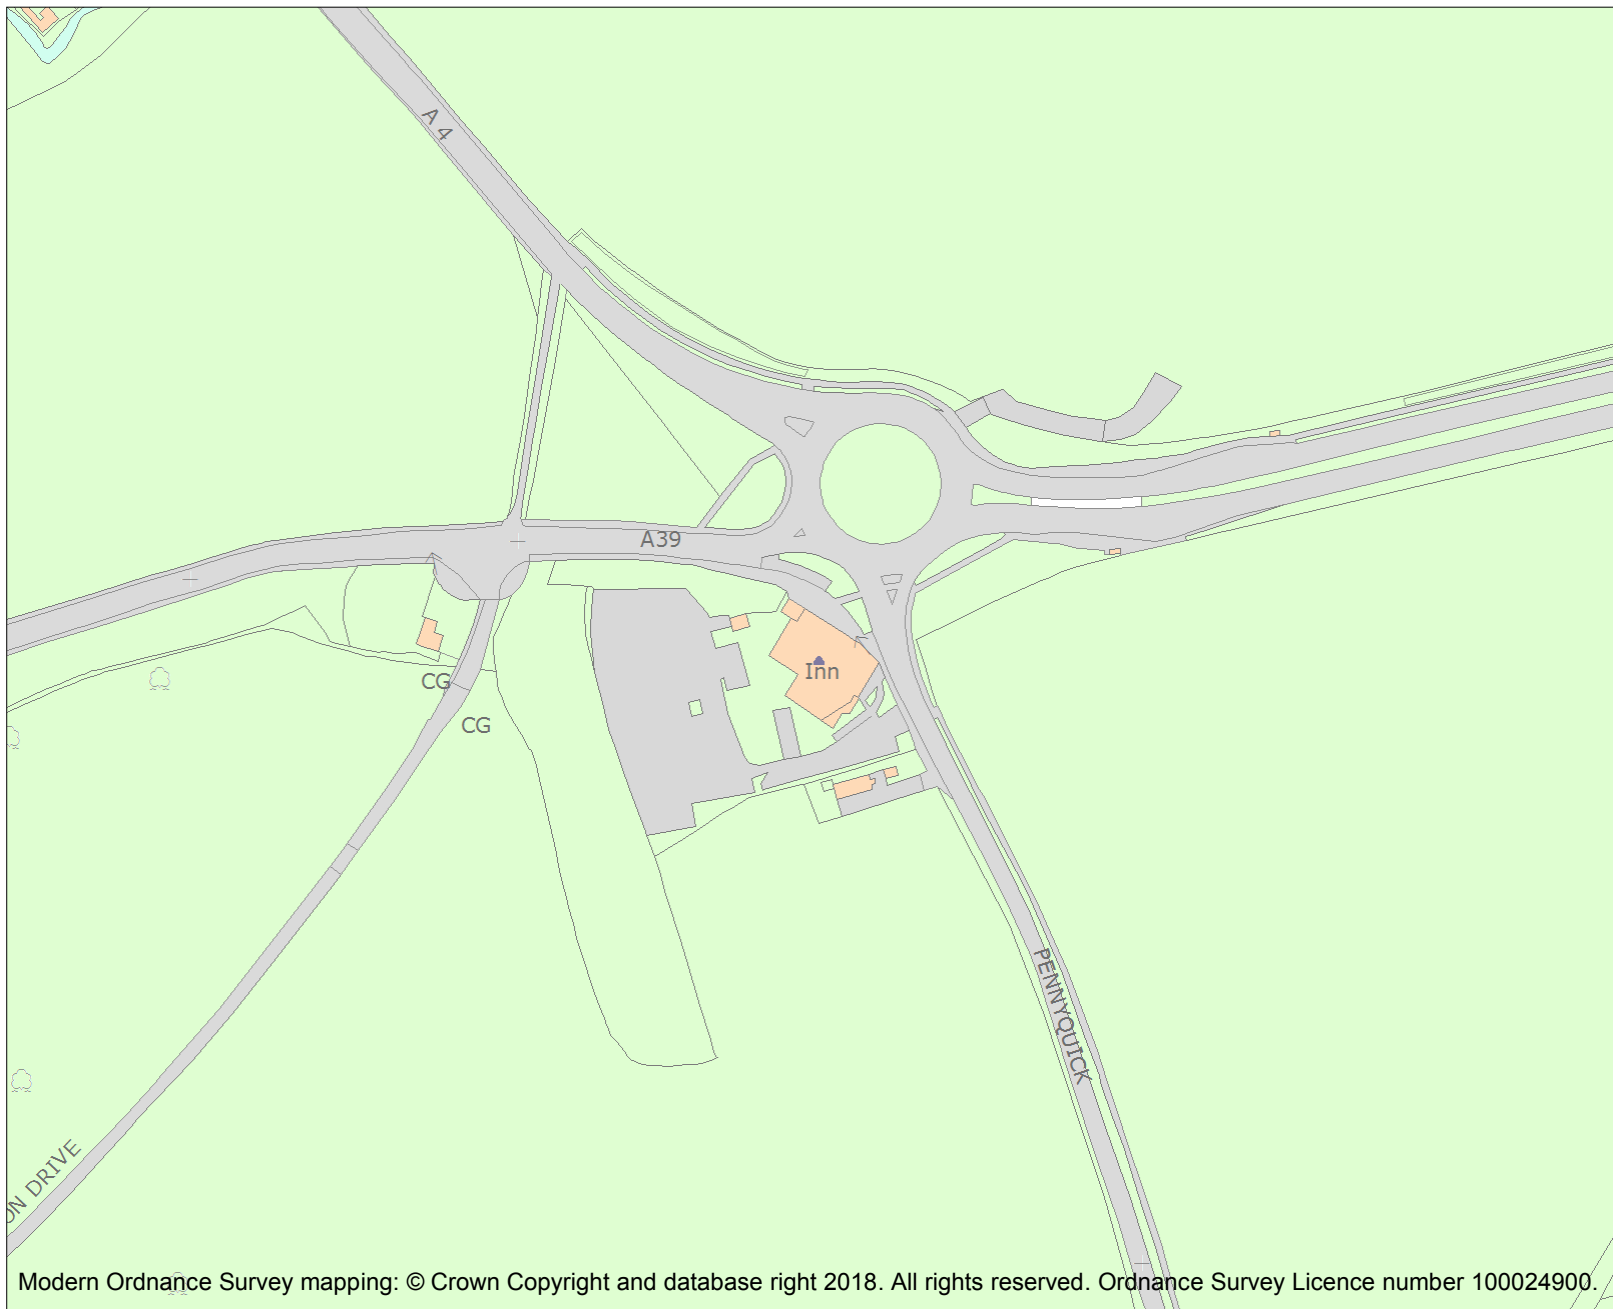 A 4
A39
Inn
CG
CG
PENNYQUICK
ON DRIVE
Modern Ordnance Survey mapping: © Crown Copyright and database right 2018. All rights reserved. Ordnance Survey Licence number 100024900.